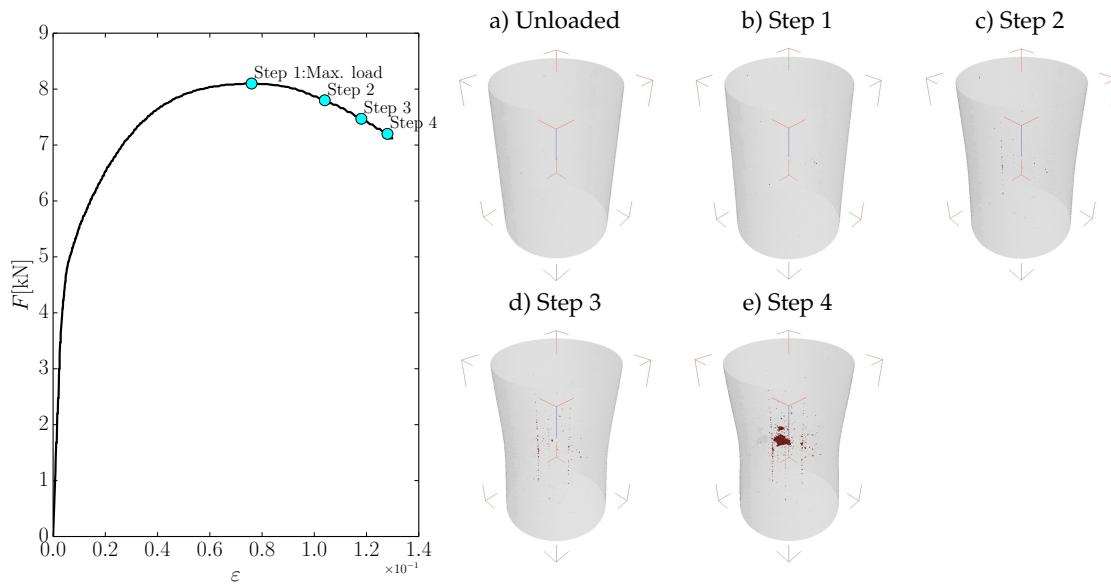 a) Unloaded
b) Step 1
c) Step 2
9
8
7
6
5
4
3
2
1
0
F[kN]
Step 1:Max. load
Step 2
Step 3
Step 4
0.0 0.2 0.4 0.6 0.8 1.0 1.2 1.4
×10⁻¹
ε
d) Step 3
e) Step 4